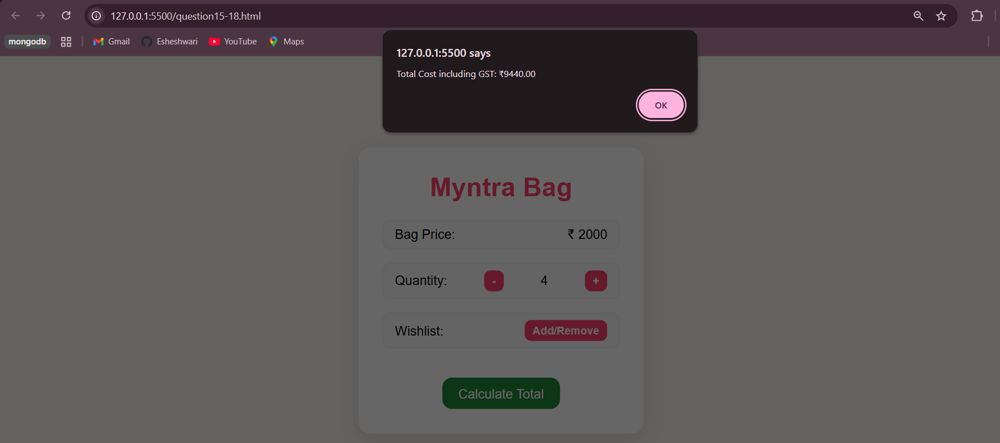 127.0.0.1:5500/question15-18.html
mongodb Gmail Esheshwari YouTube Maps
127.0.0.1:5500 says
Total Cost including GST: ₹9440.00
OK
Myntra Bag
Bag Price: ₹ 2000
Quantity: - 4 +
Wishlist: Add/Remove
Calculate Total